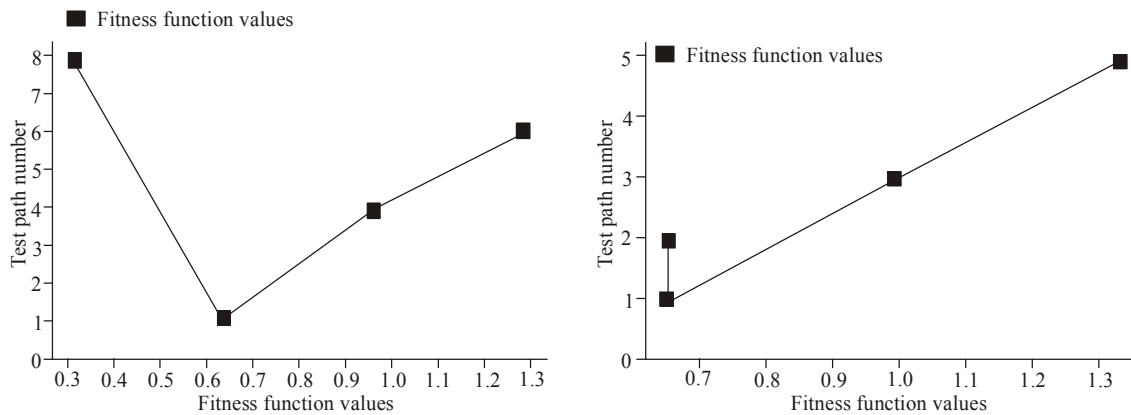 Fitness function values
8
7
6
5
4
3
2
1
0
Test path number
0.3 0.4 0.5 0.6 0.7 0.8 0.9 1.0 1.1 1.2 1.3
Fitness function values
Fitness function values
5
4
3
2
1
0
Test path number
0.7 0.8 0.9 1.0 1.1 1.2 1.3
Fitness function values